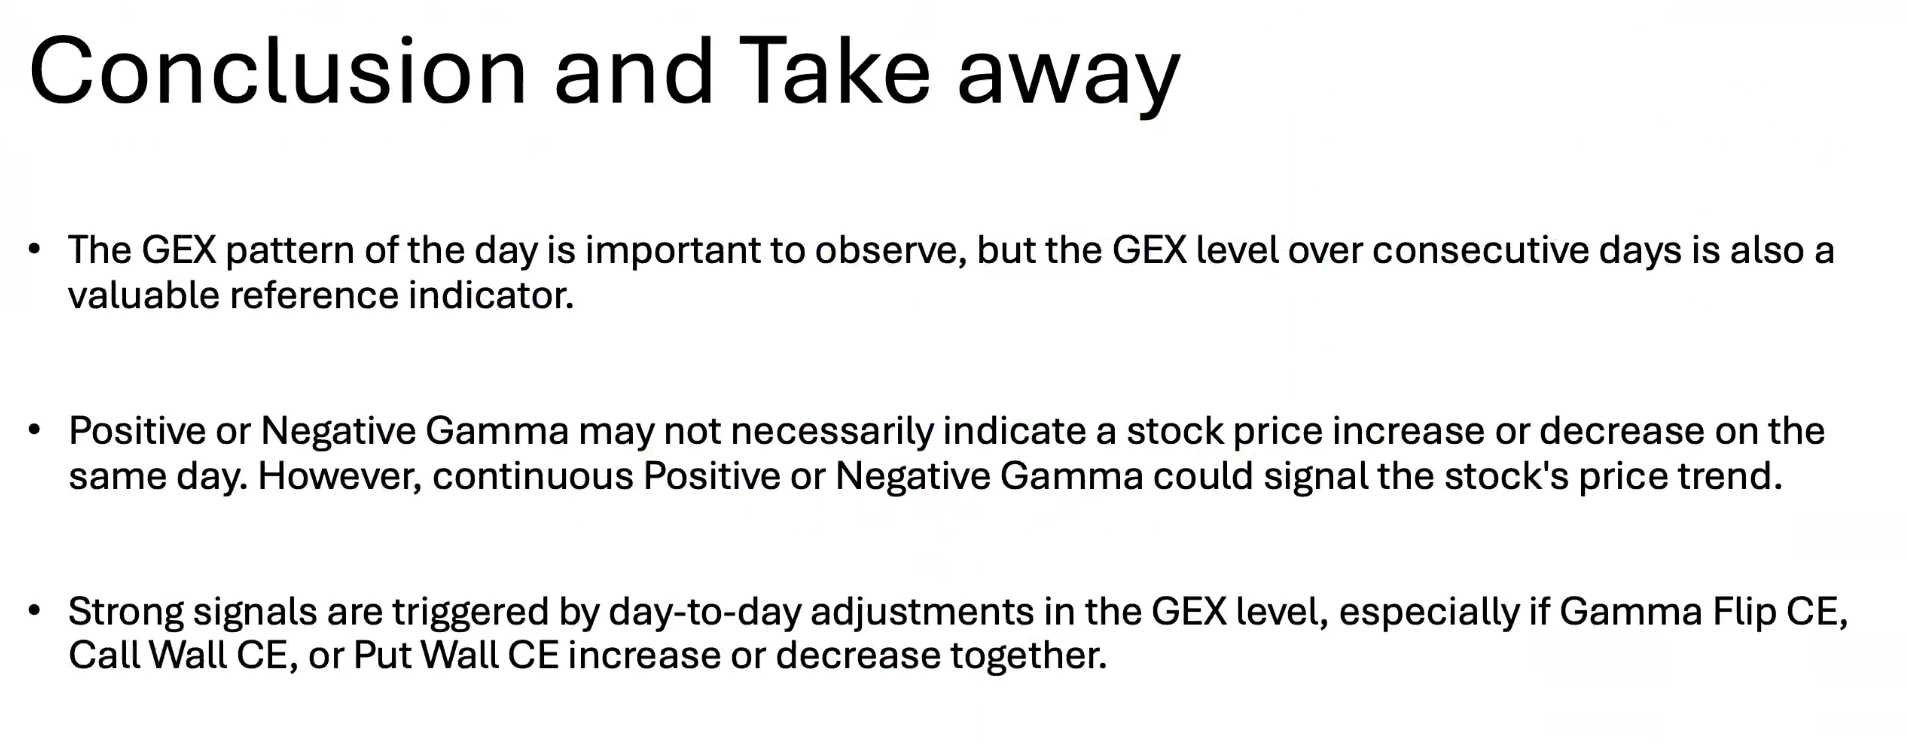 Conclusion and Take away
• The GEX pattern of the day is important to observe, but the GEX level over consecutive days is also a
valuable reference indicator.
• Positive or Negative Gamma may not necessarily indicate a stock price increase or decrease on the
same day. However, continuous Positive or Negative Gamma could signal the stock's price trend.
• Strong signals are triggered by day-to-day adjustments in the GEX level, especially if Gamma Flip CE,
Call Wall CE, or Put Wall CE increase or decrease together.